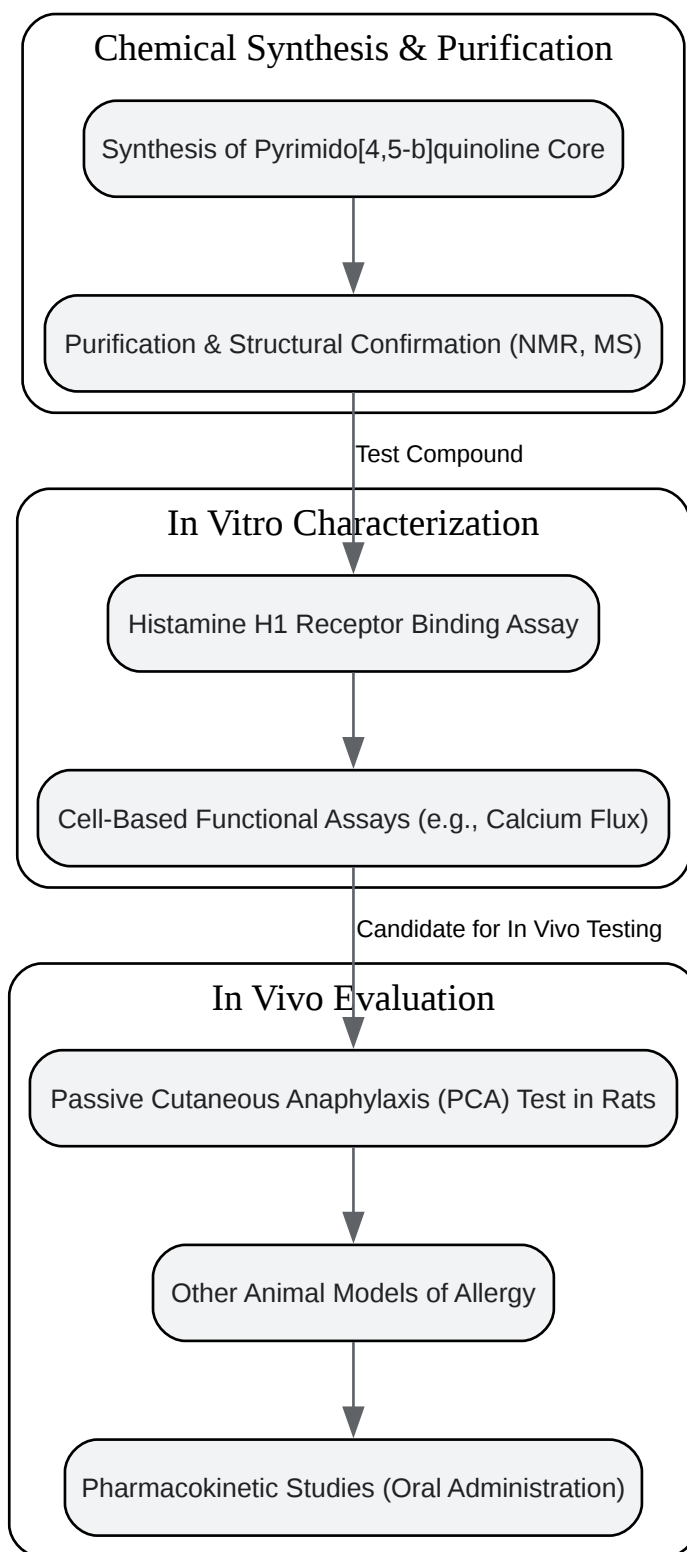 Chemical Synthesis & Purification
Synthesis of Pyrimido[4,5-b]quinoline Core
Purification & Structural Confirmation (NMR, MS)
Test Compound
In Vitro Characterization
Histamine H1 Receptor Binding Assay
Cell-Based Functional Assays (e.g., Calcium Flux)
Candidate for In Vivo Testing
In Vivo Evaluation
Passive Cutaneous Anaphylaxis (PCA) Test in Rats
Other Animal Models of Allergy
Pharmacokinetic Studies (Oral Administration)